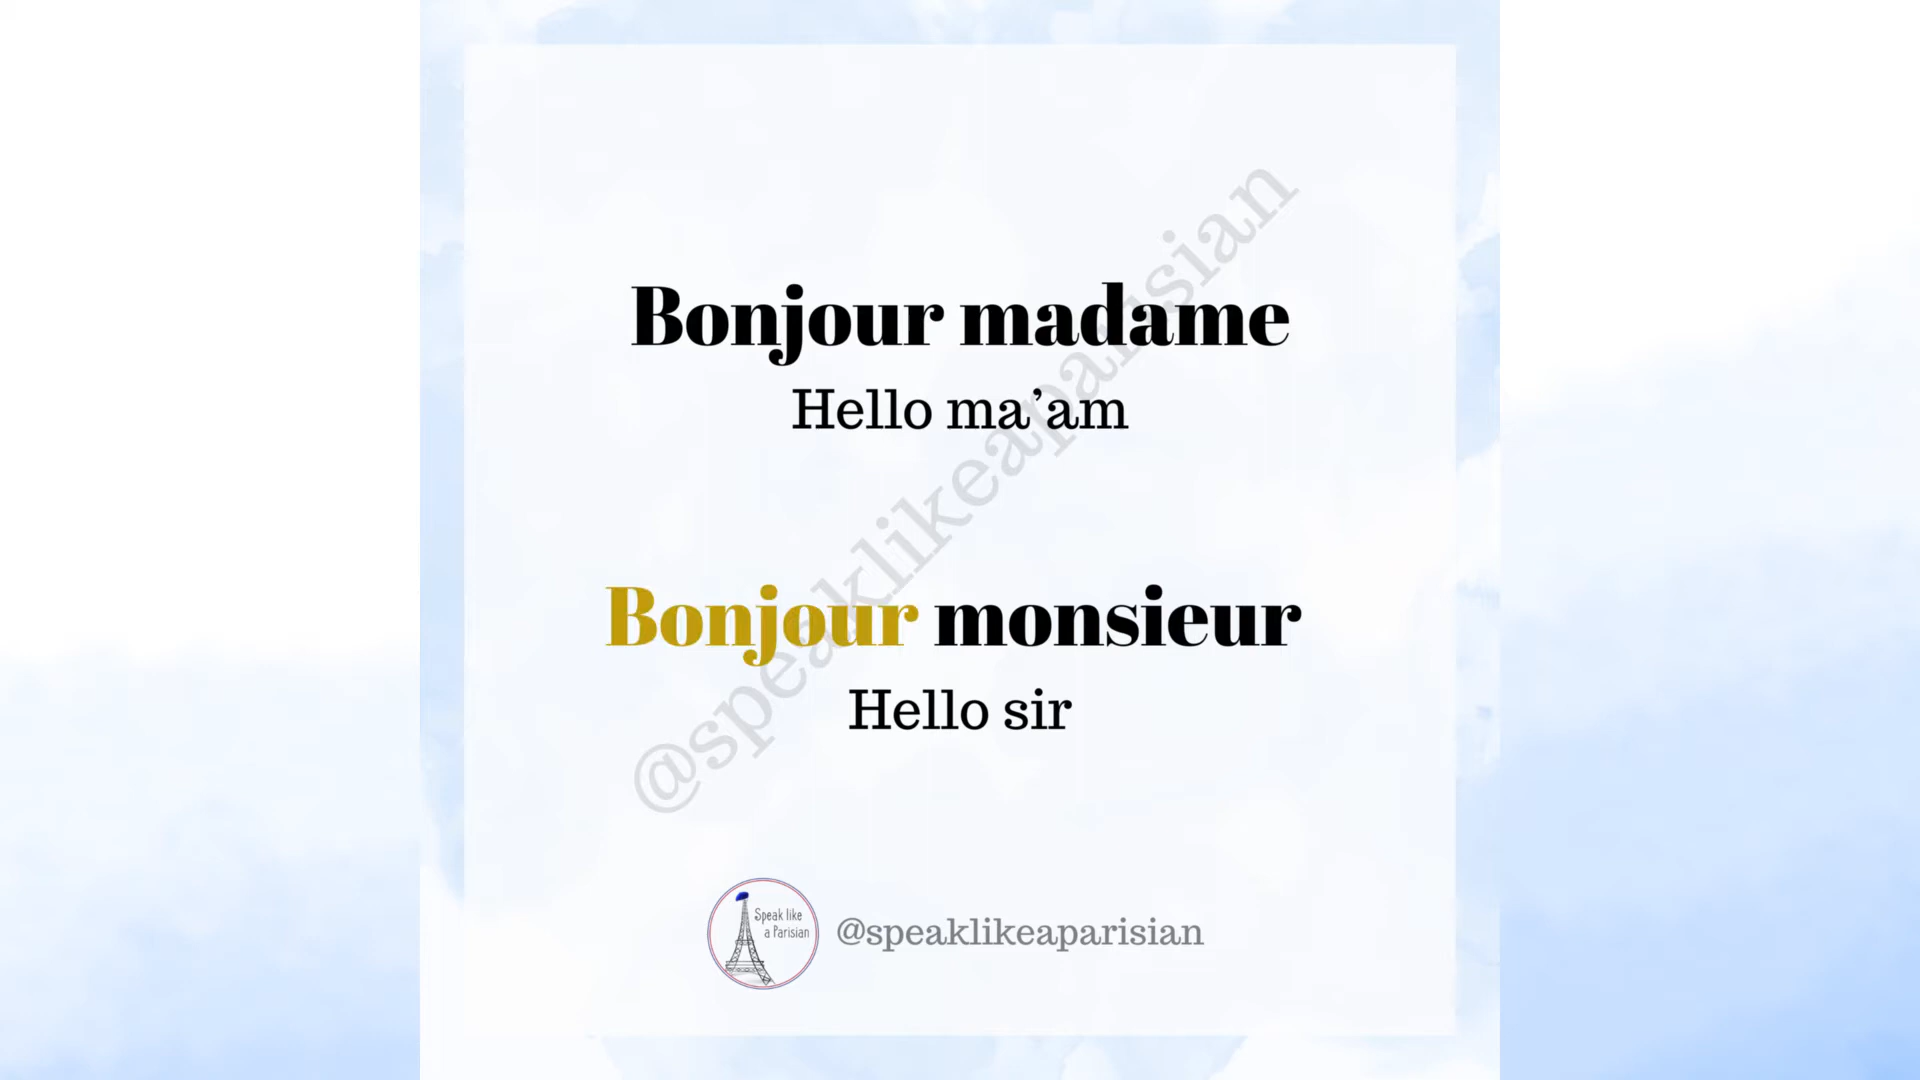 Bonjour madame
Hello ma’am
Bonjour monsieur
Hello sir
@speaklikeaparisian
Speak like
a Parisian
@speaklikeaparisian